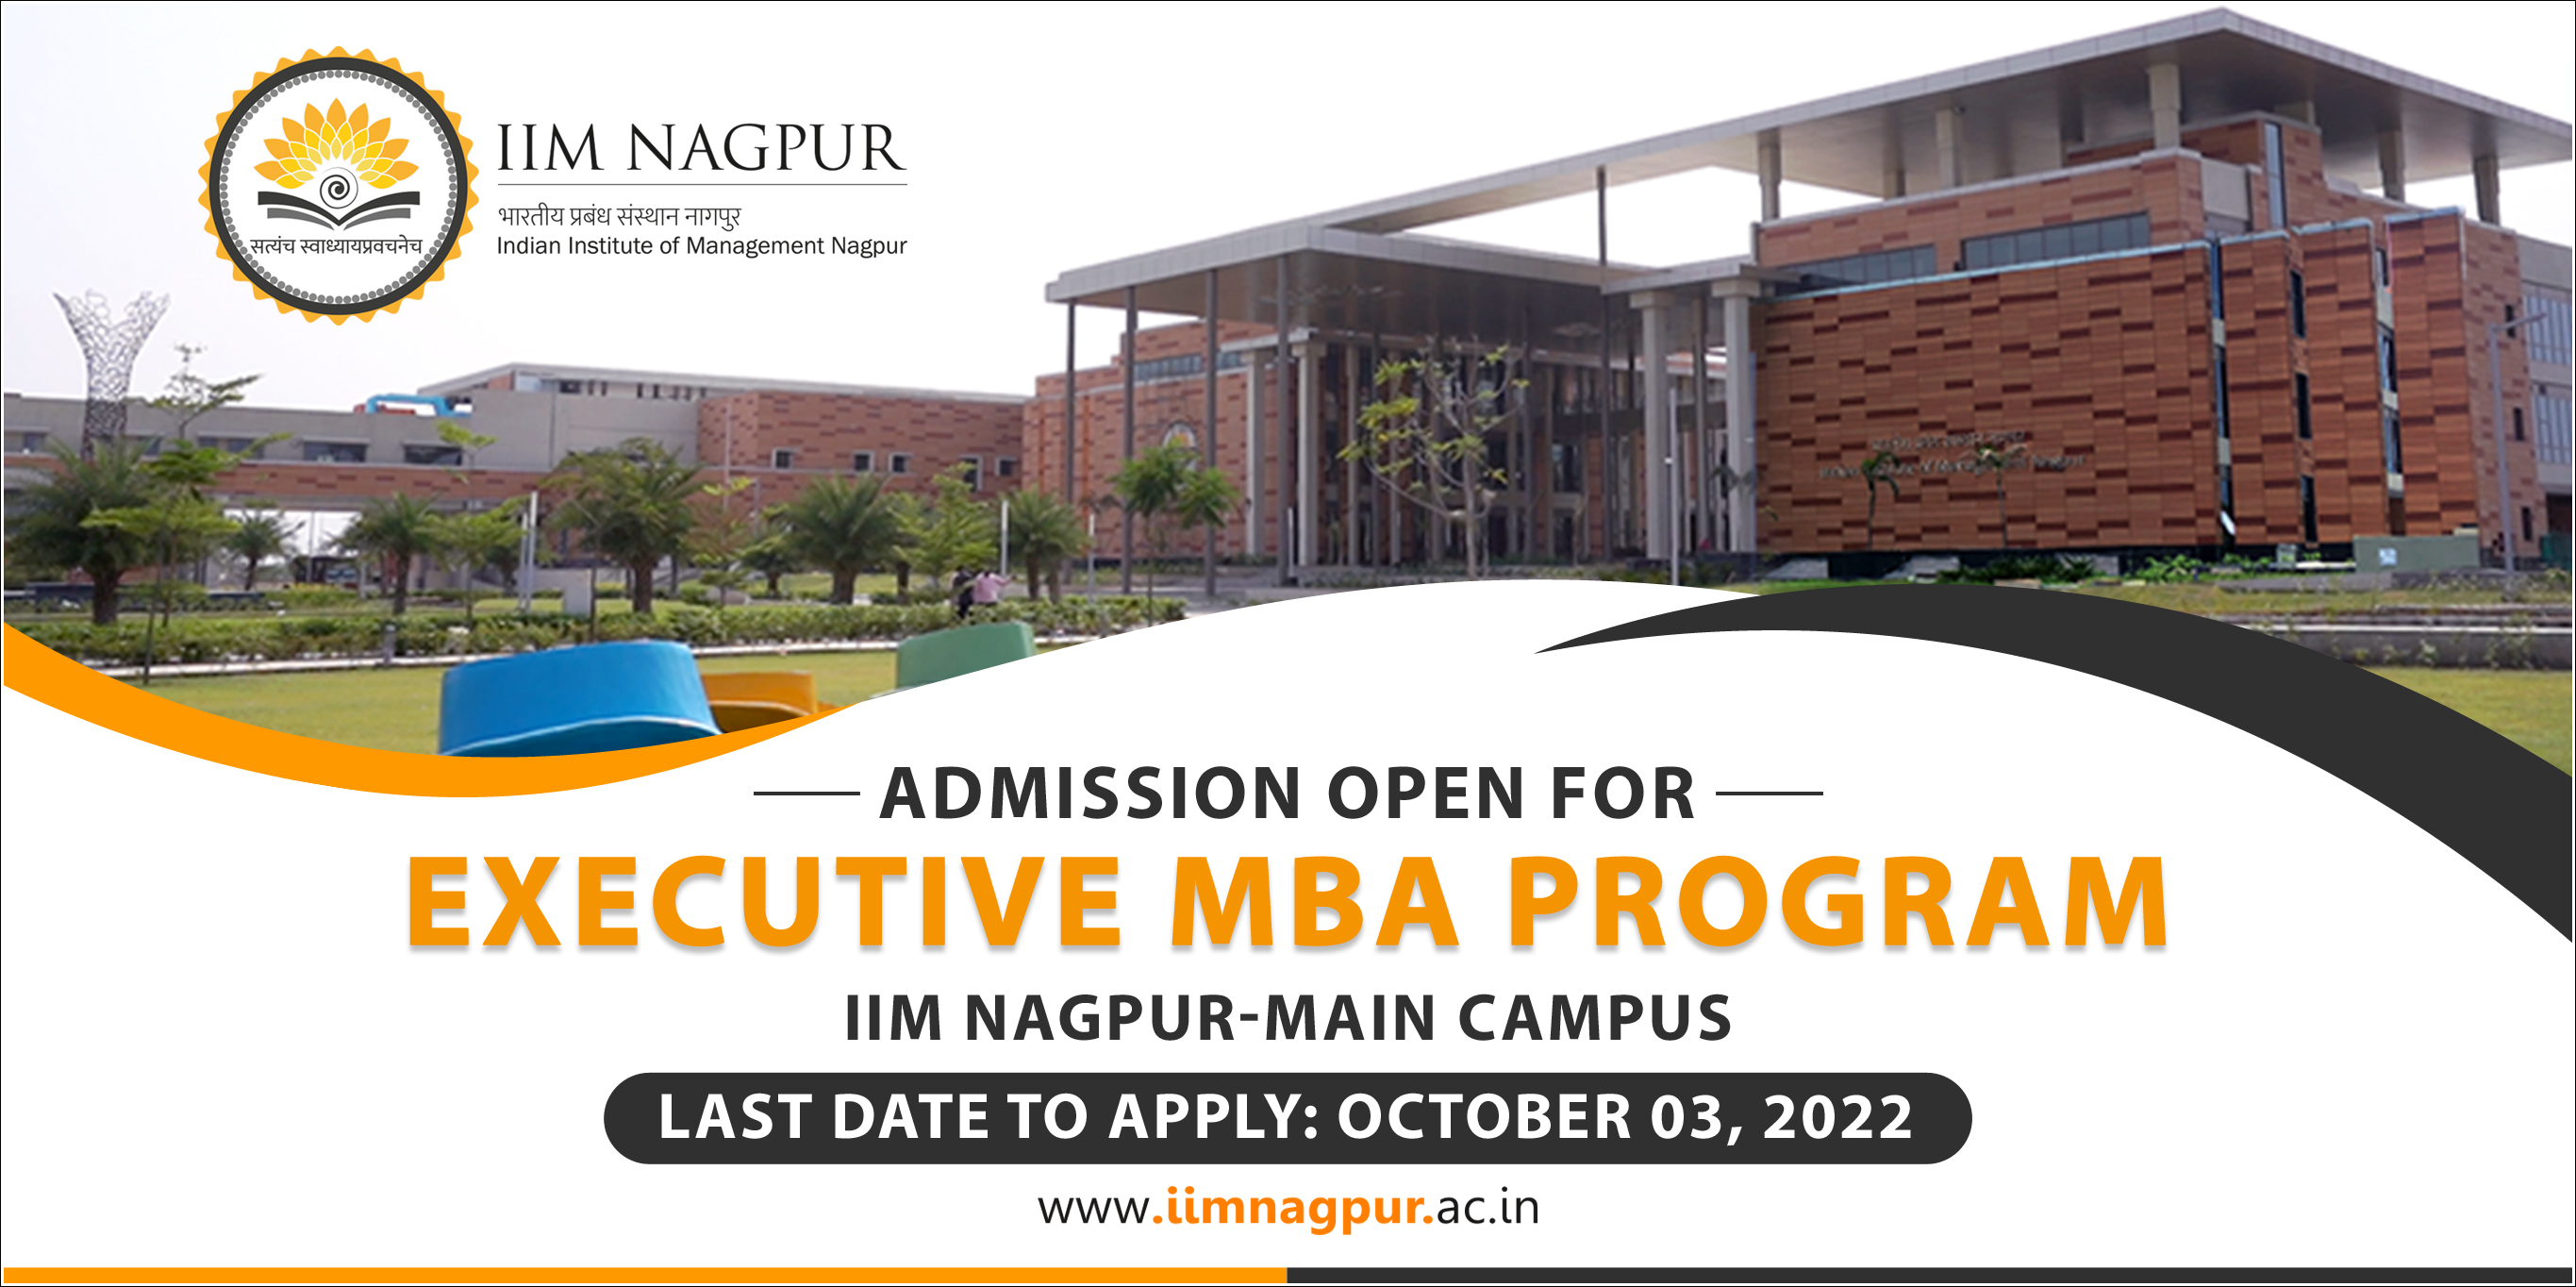 IIM NAGPUR
भारतीय प्रबंध संस्थान नागपुर
Indian Institute of Management Nagpur
सत्यंच स्वाध्यायप्रवचनेच
ADMISSION OPEN FOR
EXECUTIVE MBA PROGRAM
IIM NAGPUR-MAIN CAMPUS
LAST DATE TO APPLY: OCTOBER 03, 2022
www.iimnagpur.ac.in